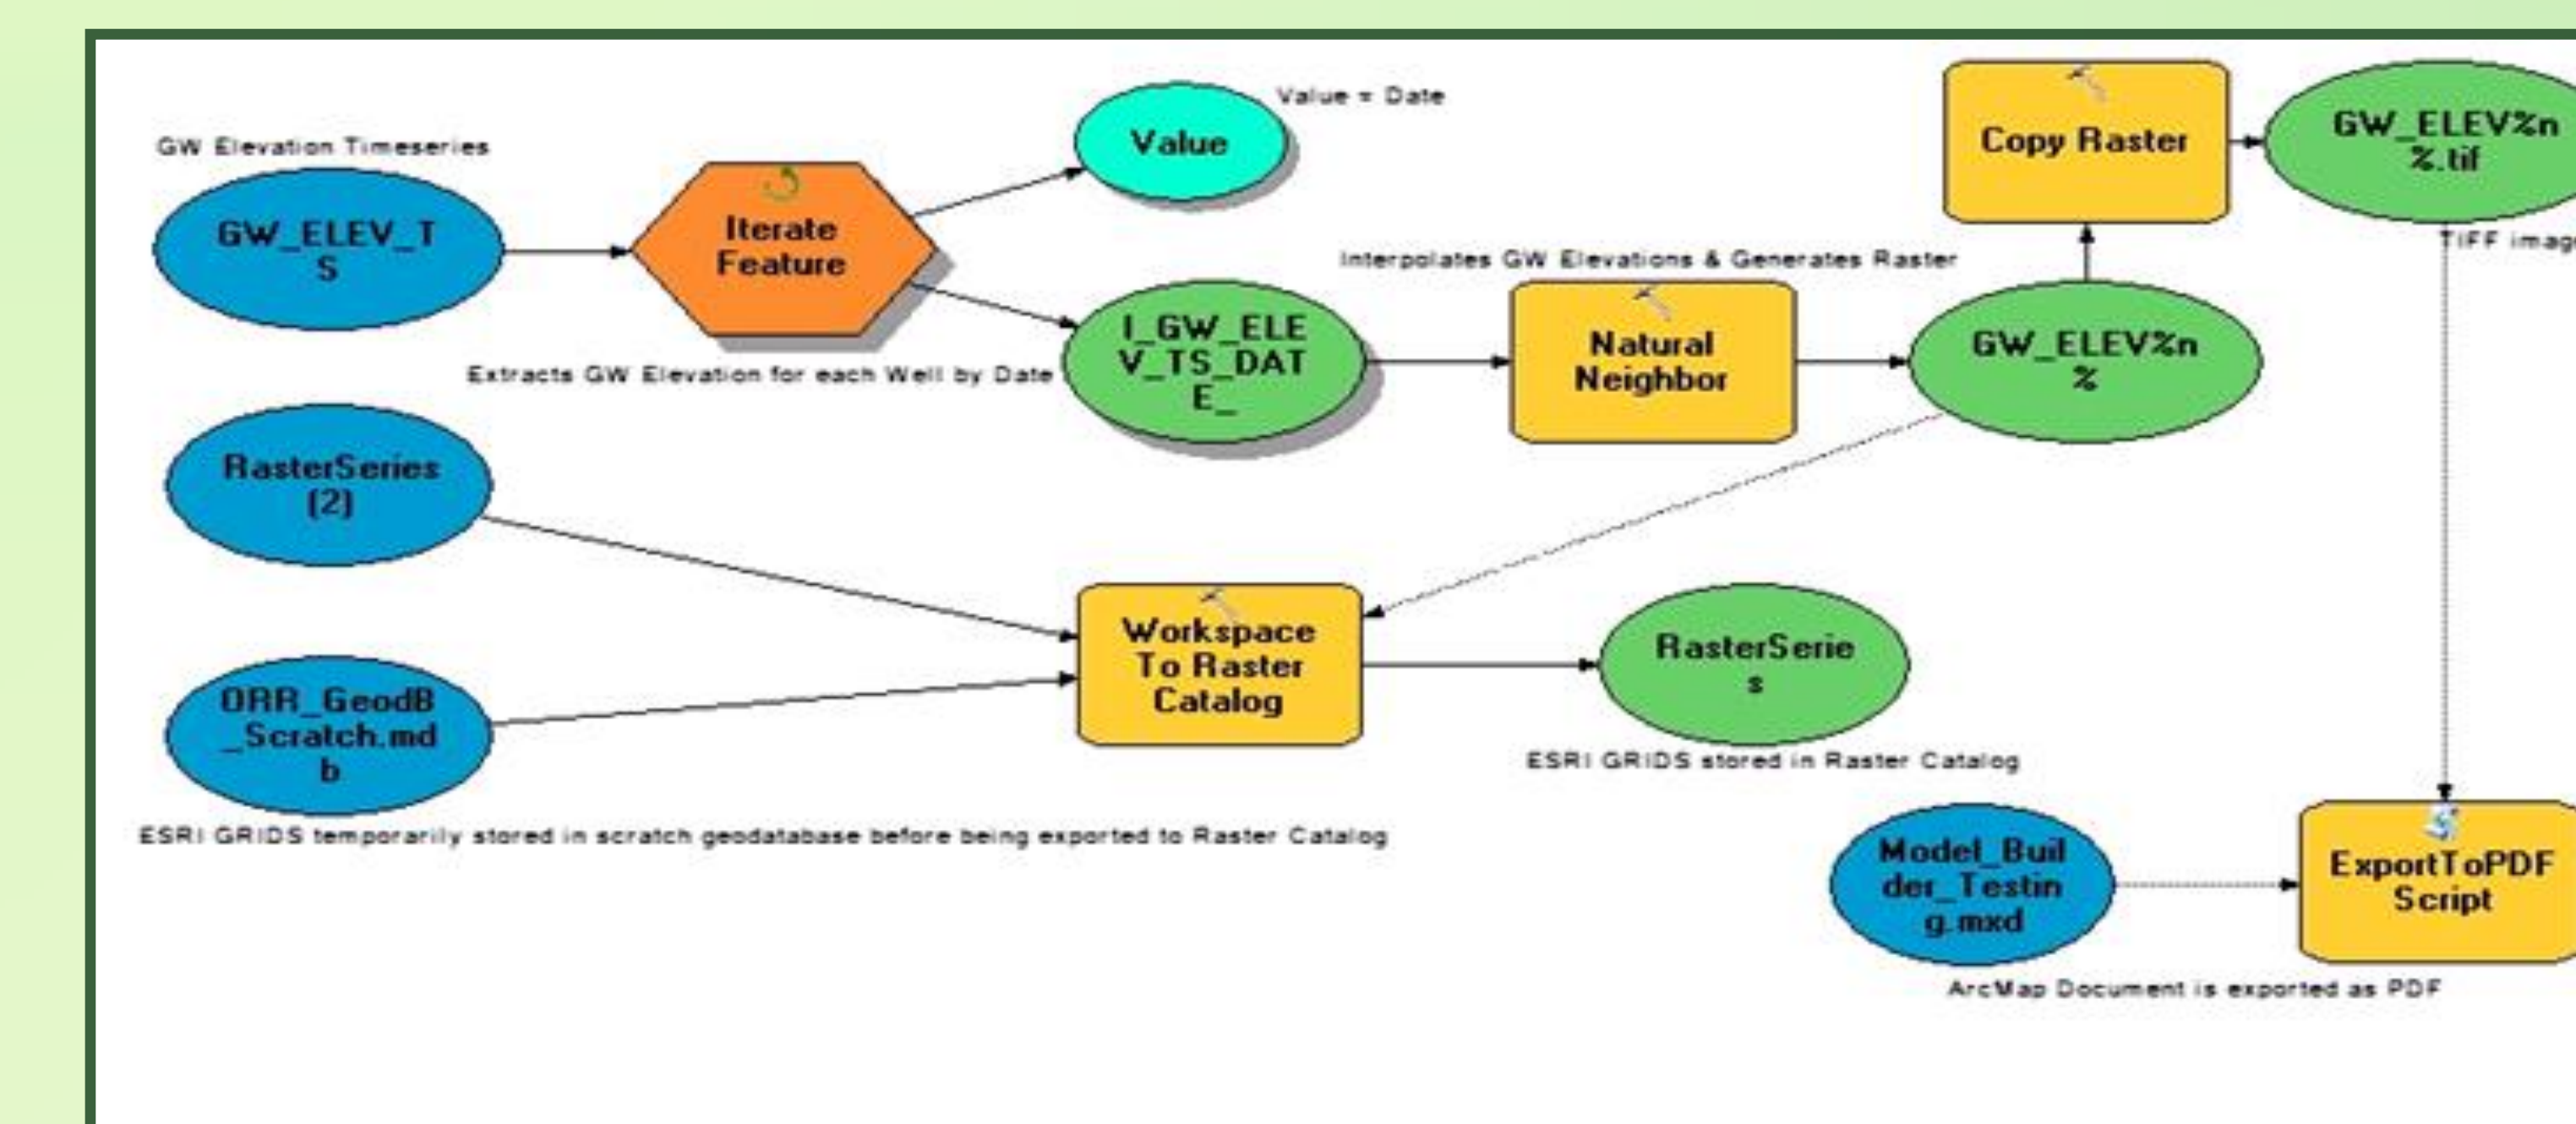 GW Elevation Timeseries
GW_ELEV_T
S
Iterate
Feature
Value
Value = Date
Extracts GW Elevation for each Well by Date
I_GW_ELE
V_TS_DAT
E_
Interpolates GW Elevations & Generates Raster
Natural
Neighbor
GW_ELEV%n
%
Copy Raster
GW_ELEV%n
%.tif
TIFF
RasterSeries
(2)
ORR_GeodB
_Scratch.md
b
ESRI GRIDS temporarily stored in scratch geodatabase before being exported to Raster Catalog
Workspace
To Raster
Catalog
RasterSerie
s
ESRI GRIDS stored in Raster Catalog
Model_Buil
der_Testin
g.mxd
ExportToPDF
Script
ArcMap Document is exported as PDF